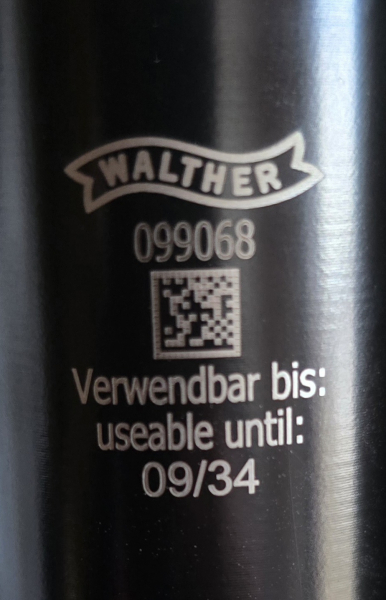 WALTHER
099068
Verwendbar bis:
useable until:
09/34